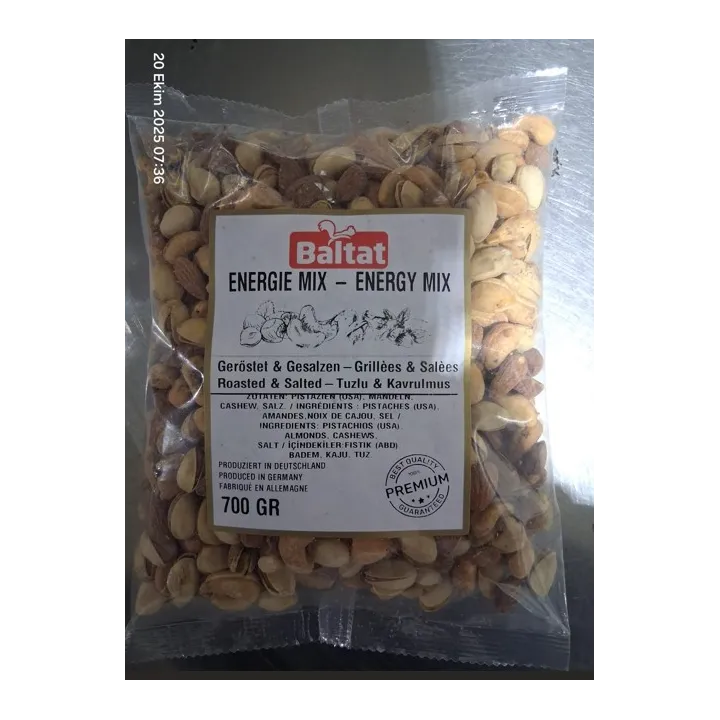 20 Ekim 2025 07:36
Baltat
ENERGIE MIX – ENERGY MIX
Geröstet & Gesalzen – Grillèes & Salèes
Roasted & Salted – Tuzlu & Kavrulmus
ZUTATEN: PISTAZIEN (USA), MANDELN,
CASHEW, SALZ. / INGRÉDIENTS : PISTACHES (USA),
AMANDES,NOIX DE CAJOU, SEL /
INGREDIENTS: PISTACHIOS (USA)
ALMONDS, CASHEWS,
SALT / İÇİNDEKİLER:FISTIK (ABD)
BADEM, KAJU, TUZ
PRODUZIERT IN DEUTSCHLAND
PRODUCED IN GERMANY
FABRIQUÉ EN ALLEMAGNE
700 GR
BEST QUALITY
100%
PREMIUM
GUARANTEED